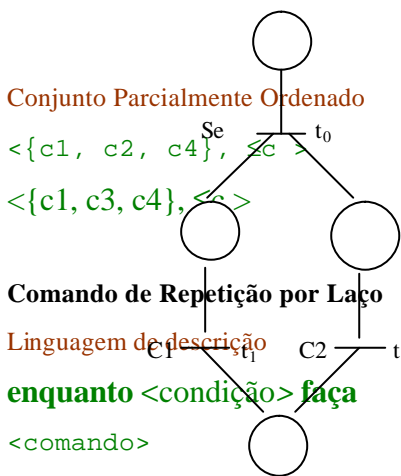 Conjunto Parcialmente Ordenado
Se t0
<{c1, c2, c4}, ≤c >
<{c1, c3, c4}, ≤c >
Comando de Repetição por Laço
Linguagem de descrição
C1 t1 C2 t
enquanto <condição> faça
<comando>